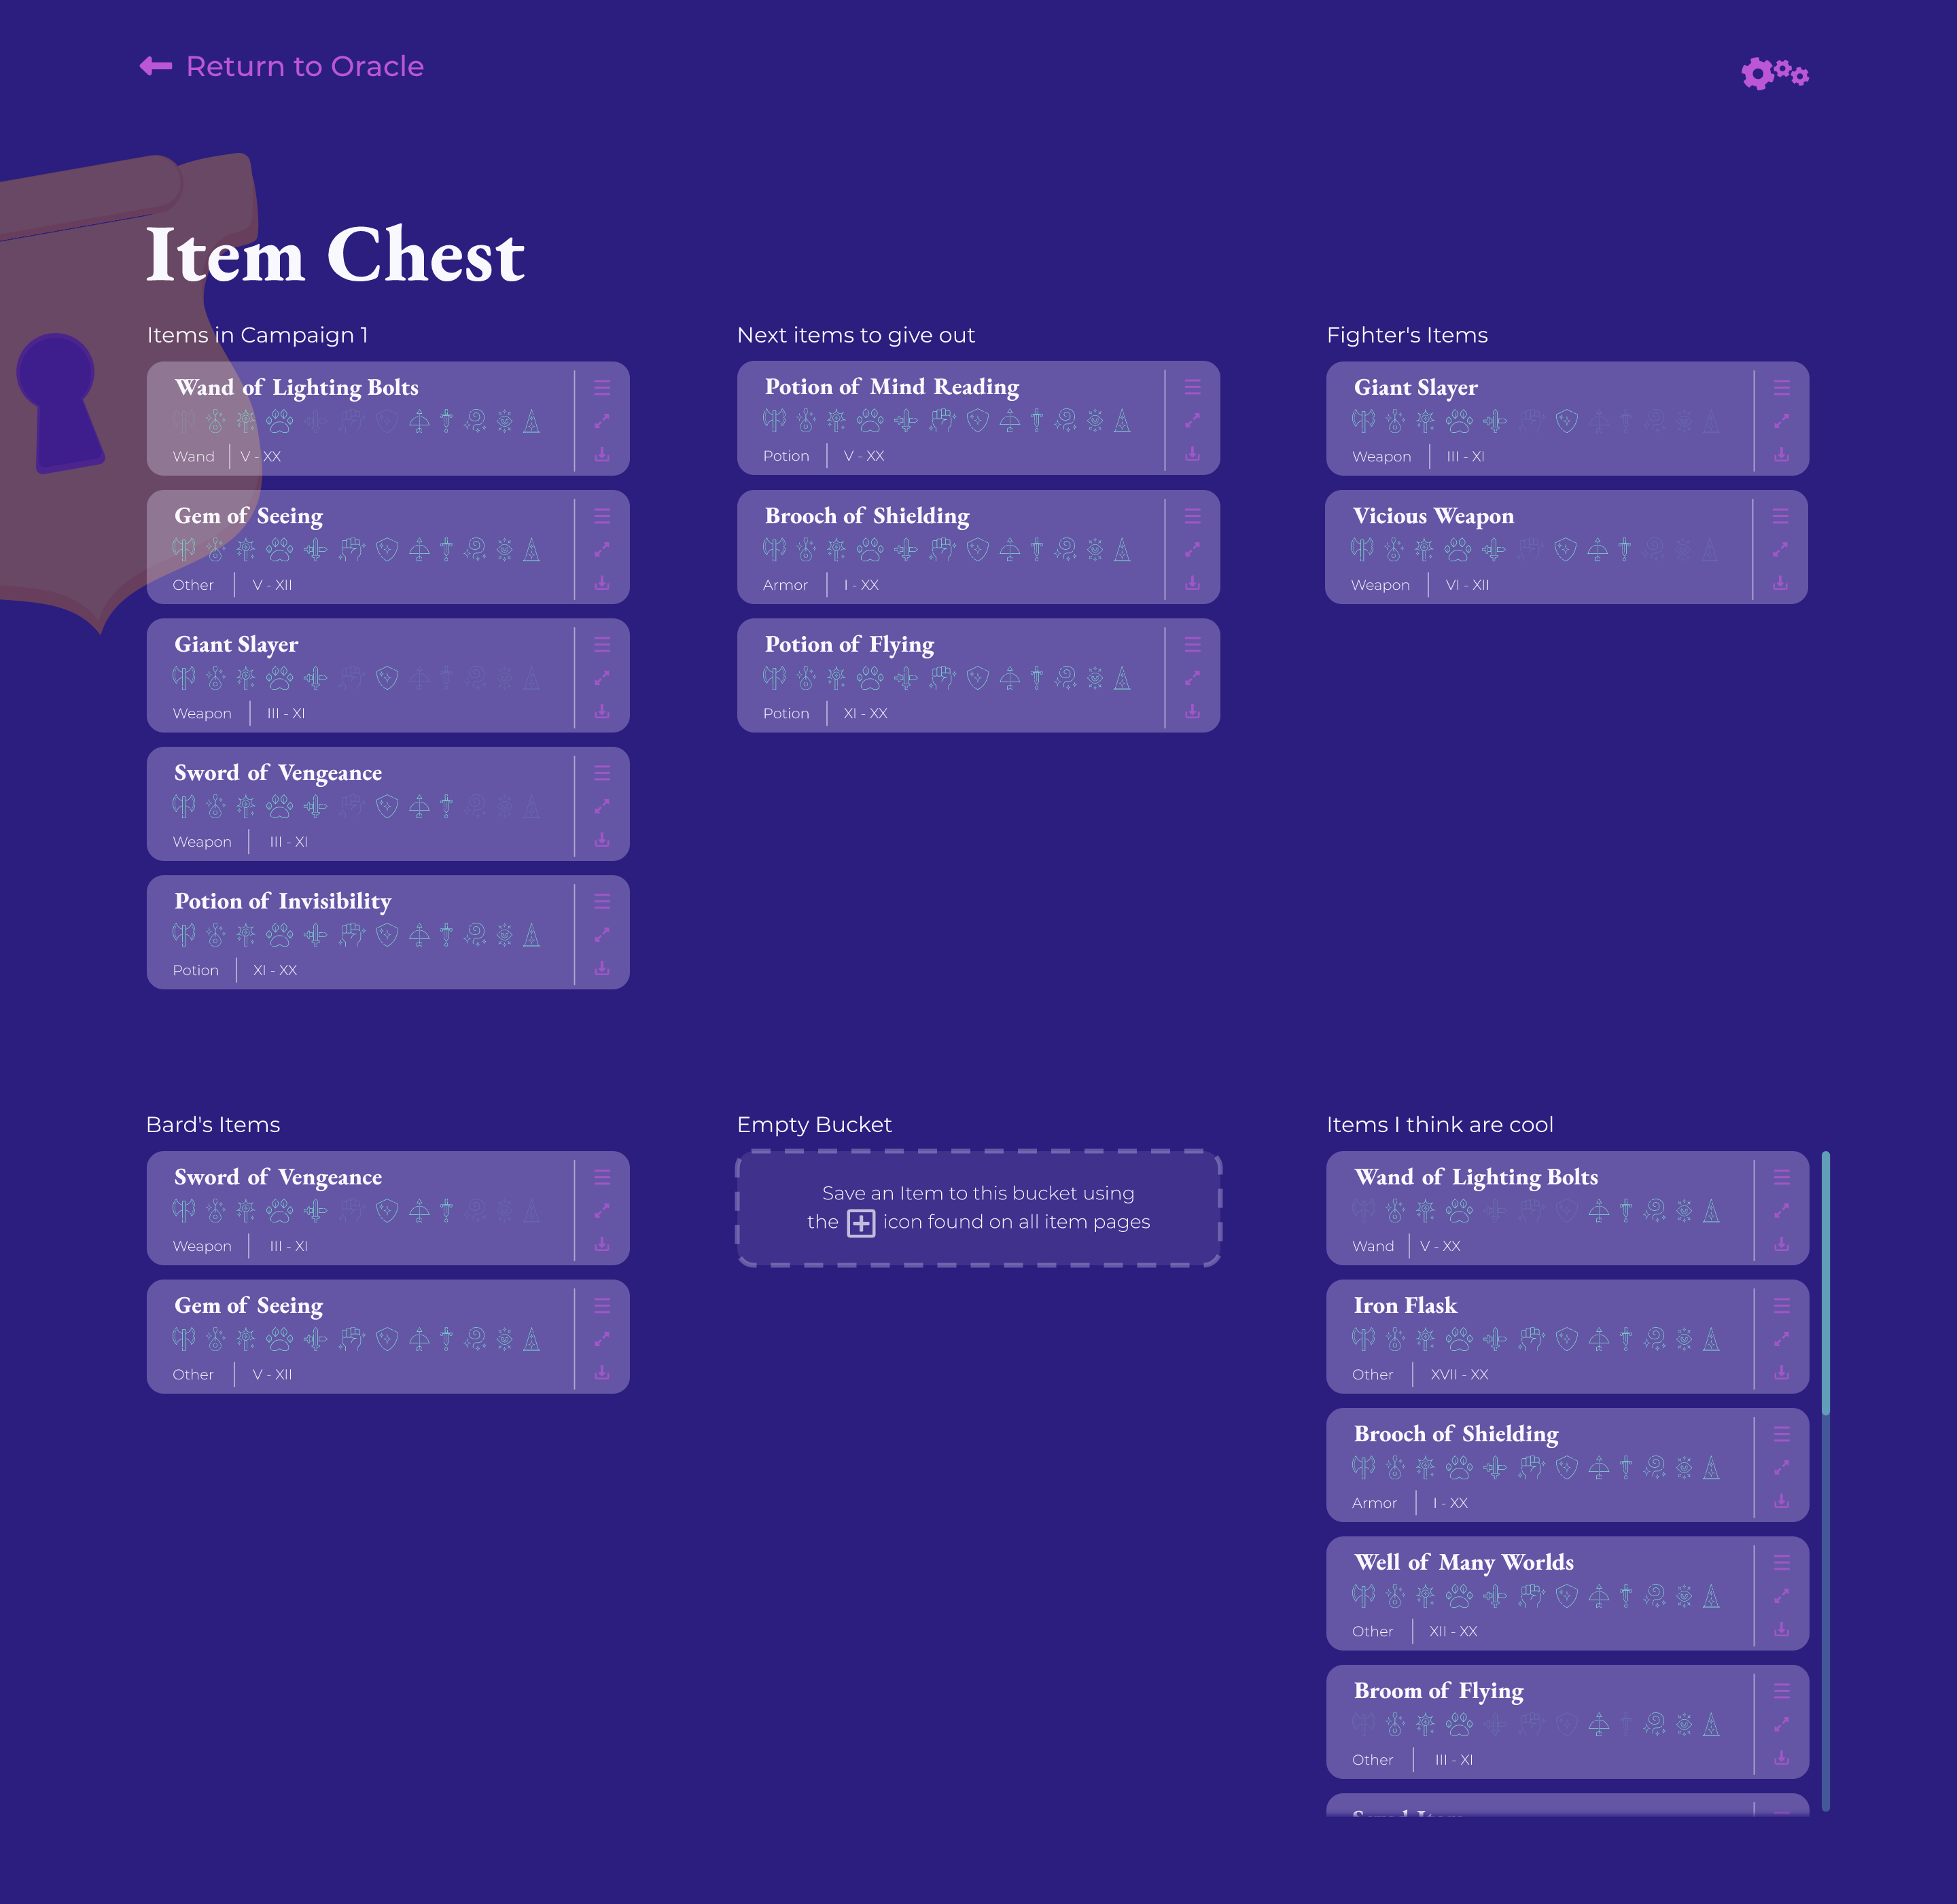 Return to Oracle
Item Chest
Items in Campaign 1
Wand of Lighting Bolts
Wand V - XX
Gem of Seeing
Other V - XII
Giant Slayer
Weapon III - XI
Sword of Vengeance
Weapon III - XI
Potion of Invisibility
Potion XI - XX
Next items to give out
Potion of Mind Reading
Potion V - XX
Brooch of Shielding
Armor I - XX
Potion of Flying
Potion XI - XX
Fighter's Items
Giant Slayer
Weapon III - XI
Vicious Weapon
Weapon VI - XII
Bard's Items
Sword of Vengeance
Weapon III - XI
Gem of Seeing
Other V - XII
Empty Bucket
Save an Item to this bucket using
the icon found on all item pages
Items I think are cool
Wand of Lighting Bolts
Wand V - XX
Iron Flask
Other XVII - XX
Brooch of Shielding
Armor I - XX
Well of Many Worlds
Other XII - XX
Broom of Flying
Other III - XI